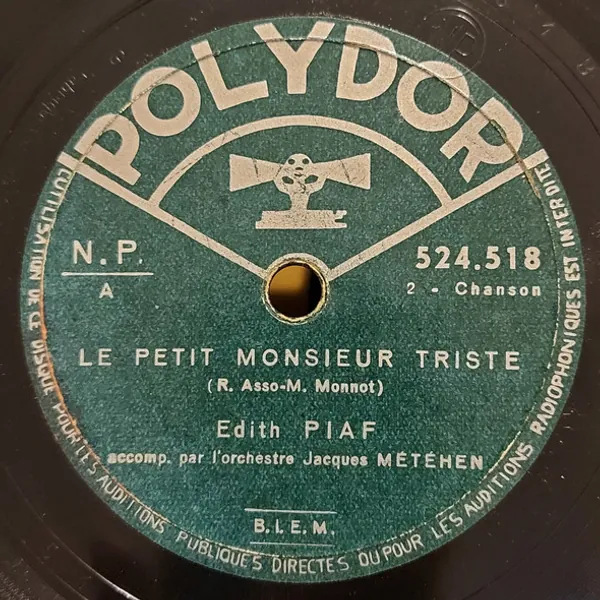 POLYDOR
N.P.
A
524.518
2 - Chanson
LE PETIT MONSIEUR TRISTE
(R. Asso-M. Monnot)
Edith PIAF
accomp. par l'orchestre Jacques MÉTÉHEN
B.I.E.M.
L'UTILISATION DE CE DISQUE POUR LES AUDITIONS PUBLIQUES DIRECTES OU POUR LES AUDITIONS RADIOPHONIQUES EST INTERDITE